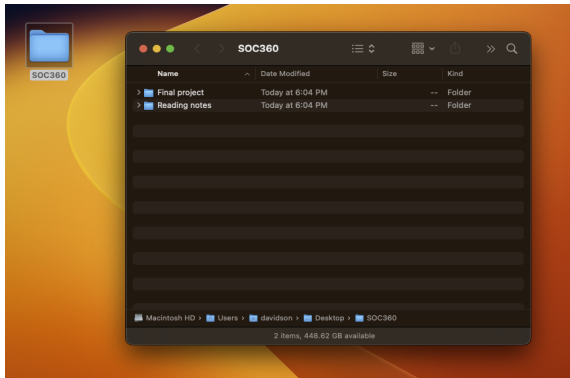 SOC360
SOC360
Name Date Modified Size Kind
Final project Today at 6:04 PM -- Folder
Reading notes Today at 6:04 PM -- Folder
Macintosh HD › Users › davidson › Desktop › SOC360
2 items, 448.62 GB available